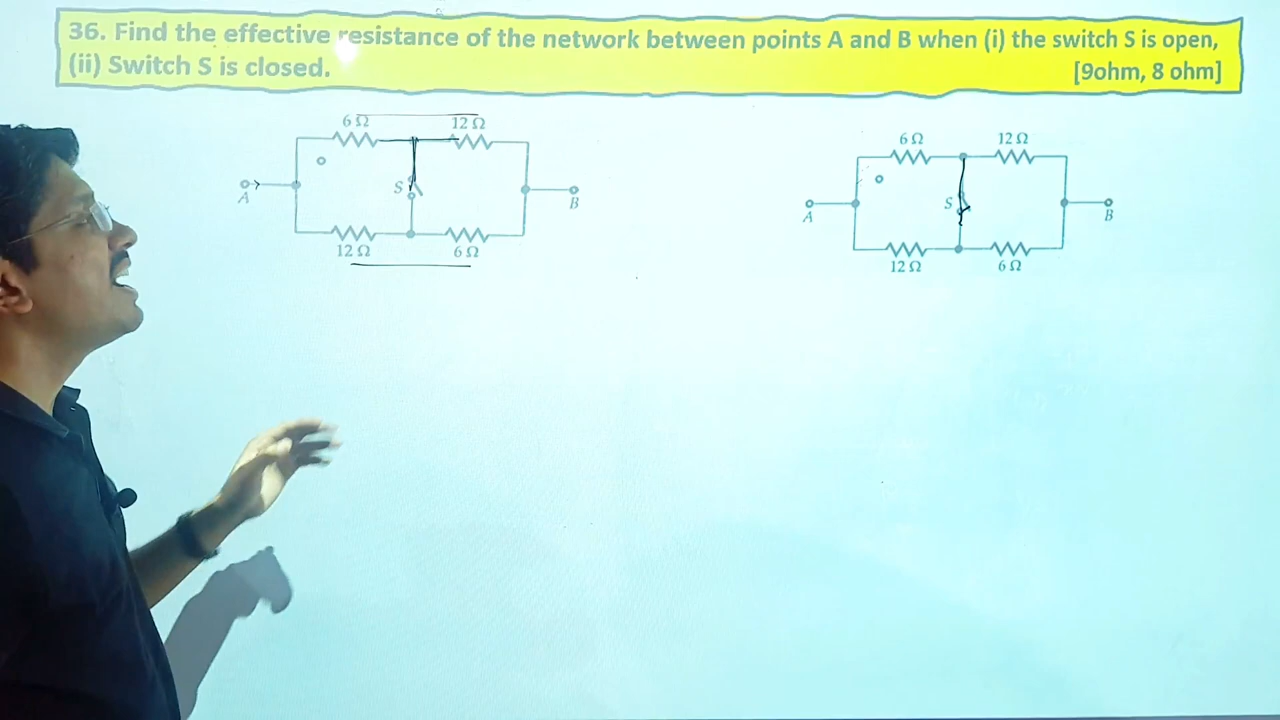 36. Find the effective resistance of the network between points A and B when (i) the switch S is open,
(ii) Switch S is closed. [9ohm, 8 ohm]
6 Ω 12 Ω
A S B
12 Ω 6 Ω
6 Ω 12 Ω
A S B
12 Ω 6 Ω